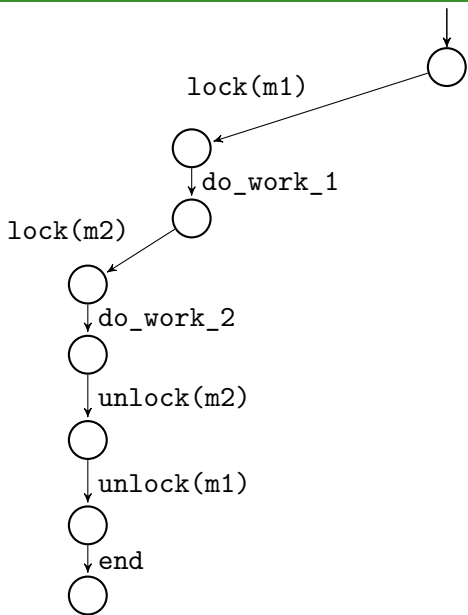 lock(m1)
do_work_1
lock(m2)
do_work_2
unlock(m2)
unlock(m1)
end